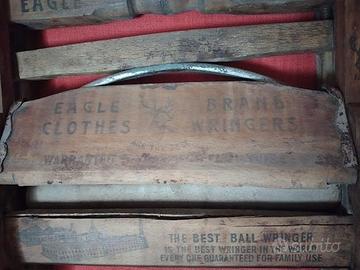 EAGLE
EAGLE BRAND
CLOTHES WRINGERS
WARRANTED
THE BEST BALL WRINGER
IS THE BEST WRINGER IN THE WORLD
EVERY ONE GUARANTEED FOR FAMILY USE